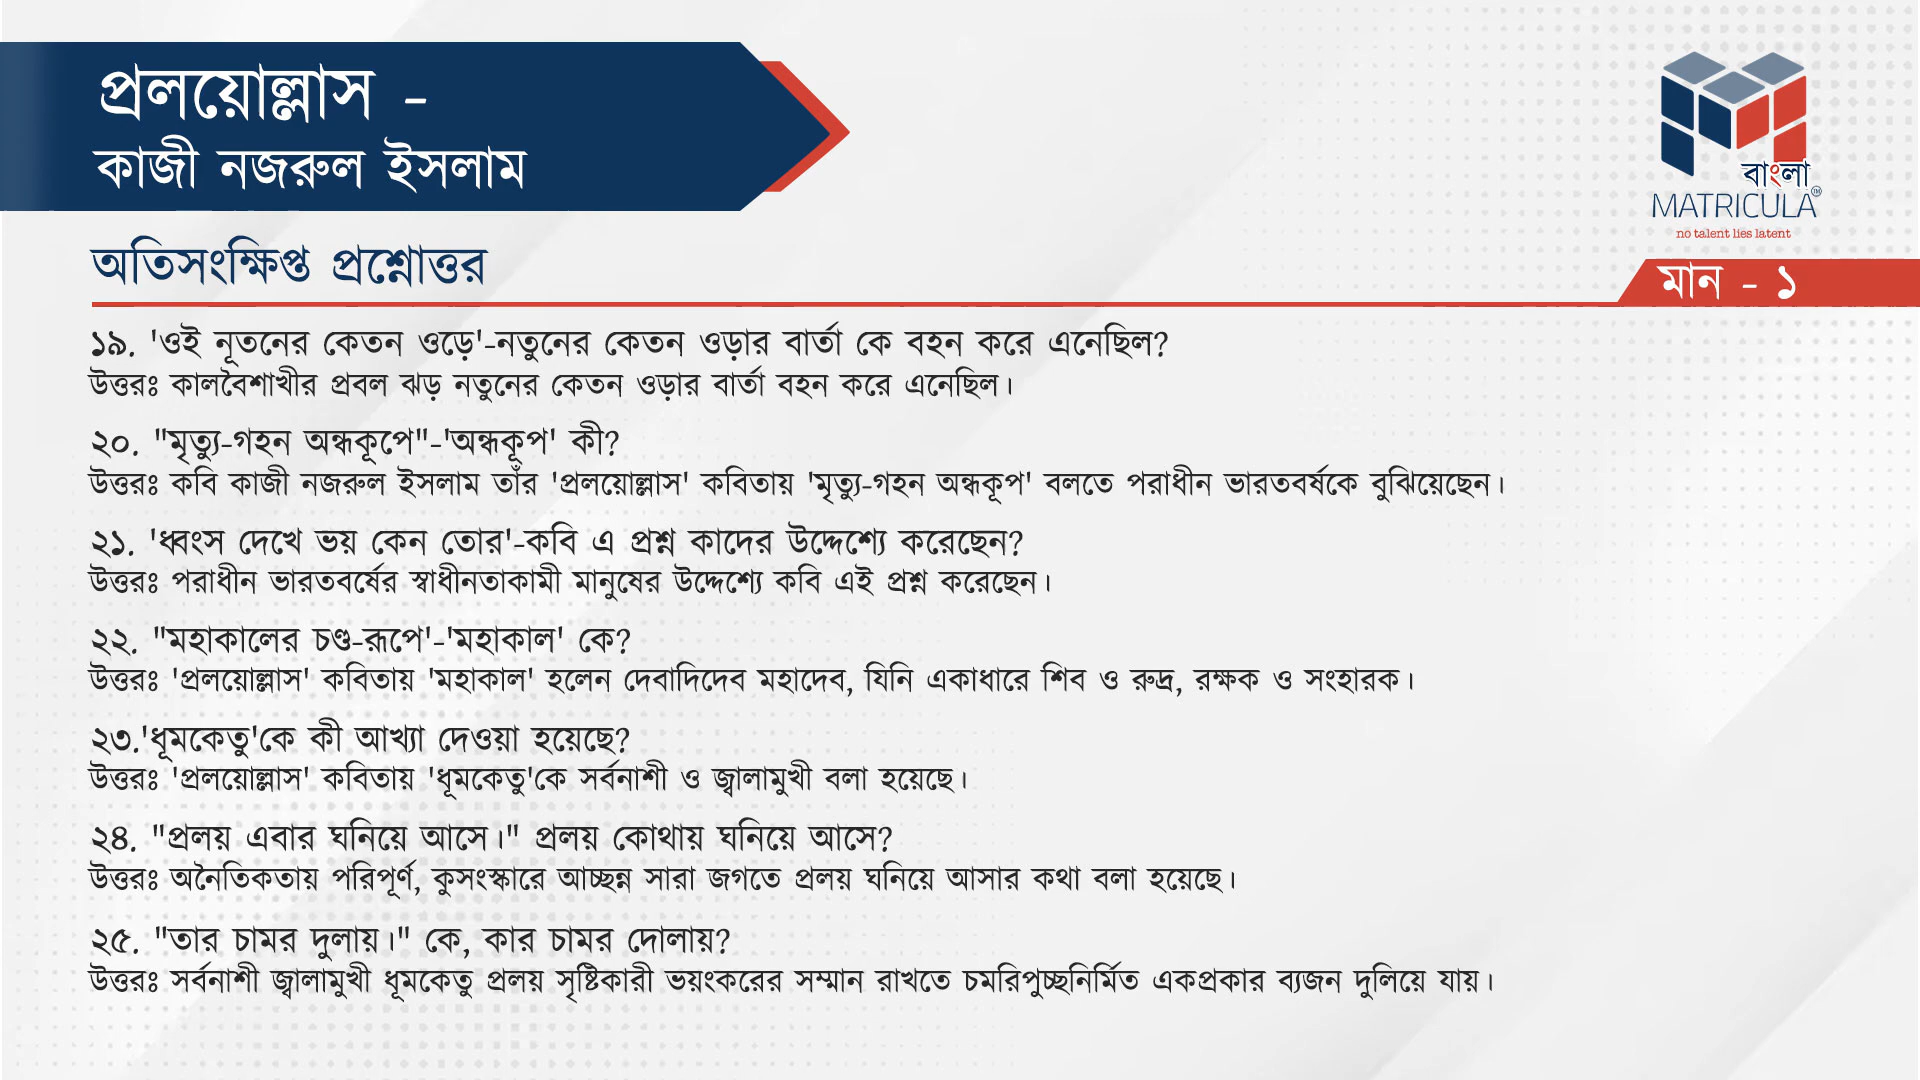 প্রলয়োল্লাস -
কাজী নজরুল ইসলাম
বাংলা
MATRICULA™
no talent lies latent
অতিসংক্ষিপ্ত প্রশ্নোত্তর
মান - ১
১৯. 'ওই নূতনের কেতন ওড়ে'-নতুনের কেতন ওড়ার বার্তা কে বহন করে এনেছিল?
উত্তরঃ কালবৈশাখীর প্রবল ঝড় নতুনের কেতন ওড়ার বার্তা বহন করে এনেছিল।
২০. "মৃত্যু-গহন অন্ধকূপে"-'অন্ধকূপ' কী?
উত্তরঃ কবি কাজী নজরুল ইসলাম তাঁর 'প্রলয়োল্লাস' কবিতায় 'মৃত্যু-গহন অন্ধকূপ' বলতে পরাধীন ভারতবর্ষকে বুঝিয়েছেন।
২১. 'ধ্বংস দেখে ভয় কেন তোর'-কবি এ প্রশ্ন কাদের উদ্দেশ্যে করেছেন?
উত্তরঃ পরাধীন ভারতবর্ষের স্বাধীনতাকামী মানুষের উদ্দেশ্যে কবি এই প্রশ্ন করেছেন।
২২. "মহাকালের চণ্ড-রূপে'-'মহাকাল' কে?
উত্তরঃ 'প্রলয়োল্লাস' কবিতায় 'মহাকাল' হলেন দেবাদিদেব মহাদেব, যিনি একাধারে শিব ও রুদ্র, রক্ষক ও সংহারক।
২৩.'ধূমকেতু'কে কী আখ্যা দেওয়া হয়েছে?
উত্তরঃ 'প্রলয়োল্লাস' কবিতায় 'ধূমকেতু'কে সর্বনাশী ও জ্বালামুখী বলা হয়েছে।
২৪. "প্রলয় এবার ঘনিয়ে আসে।" প্রলয় কোথায় ঘনিয়ে আসে?
উত্তরঃ অনৈতিকতায় পরিপূর্ণ, কুসংস্কারে আচ্ছন্ন সারা জগতে প্রলয় ঘনিয়ে আসার কথা বলা হয়েছে।
২৫. "তার চামর দুলায়।" কে, কার চামর দোলায়?
উত্তরঃ সর্বনাশী জ্বালামুখী ধূমকেতু প্রলয় সৃষ্টিকারী ভয়ংকরের সম্মান রাখতে চমরিপুচ্ছনির্মিত একপ্রকার ব্যজন দুলিয়ে যায়।